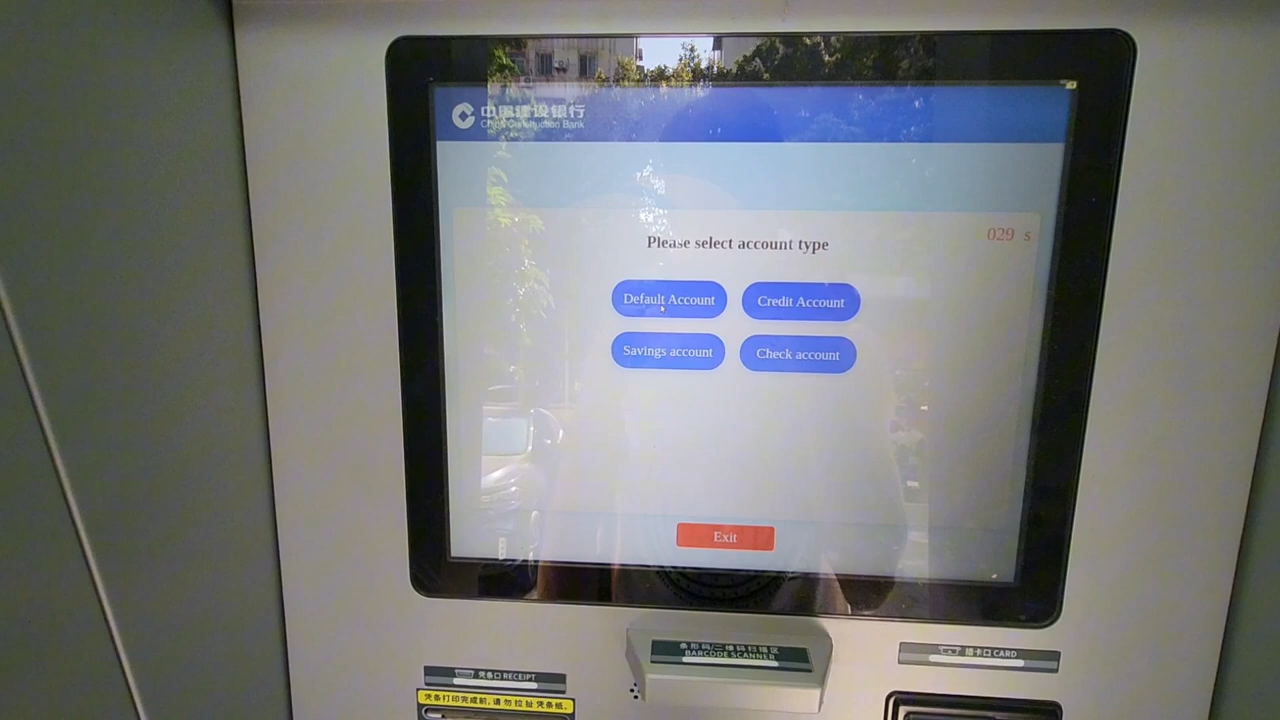 中国建设银行
China Construction Bank
029 s
Please select account type
Default Account
Credit Account
Savings account
Check account
Exit
条形码/二维码扫描区
BARCODE SCANNER
插卡口 CARD
凭条口 RECEIPT
凭条打印完成前,请勿拉扯凭条纸。